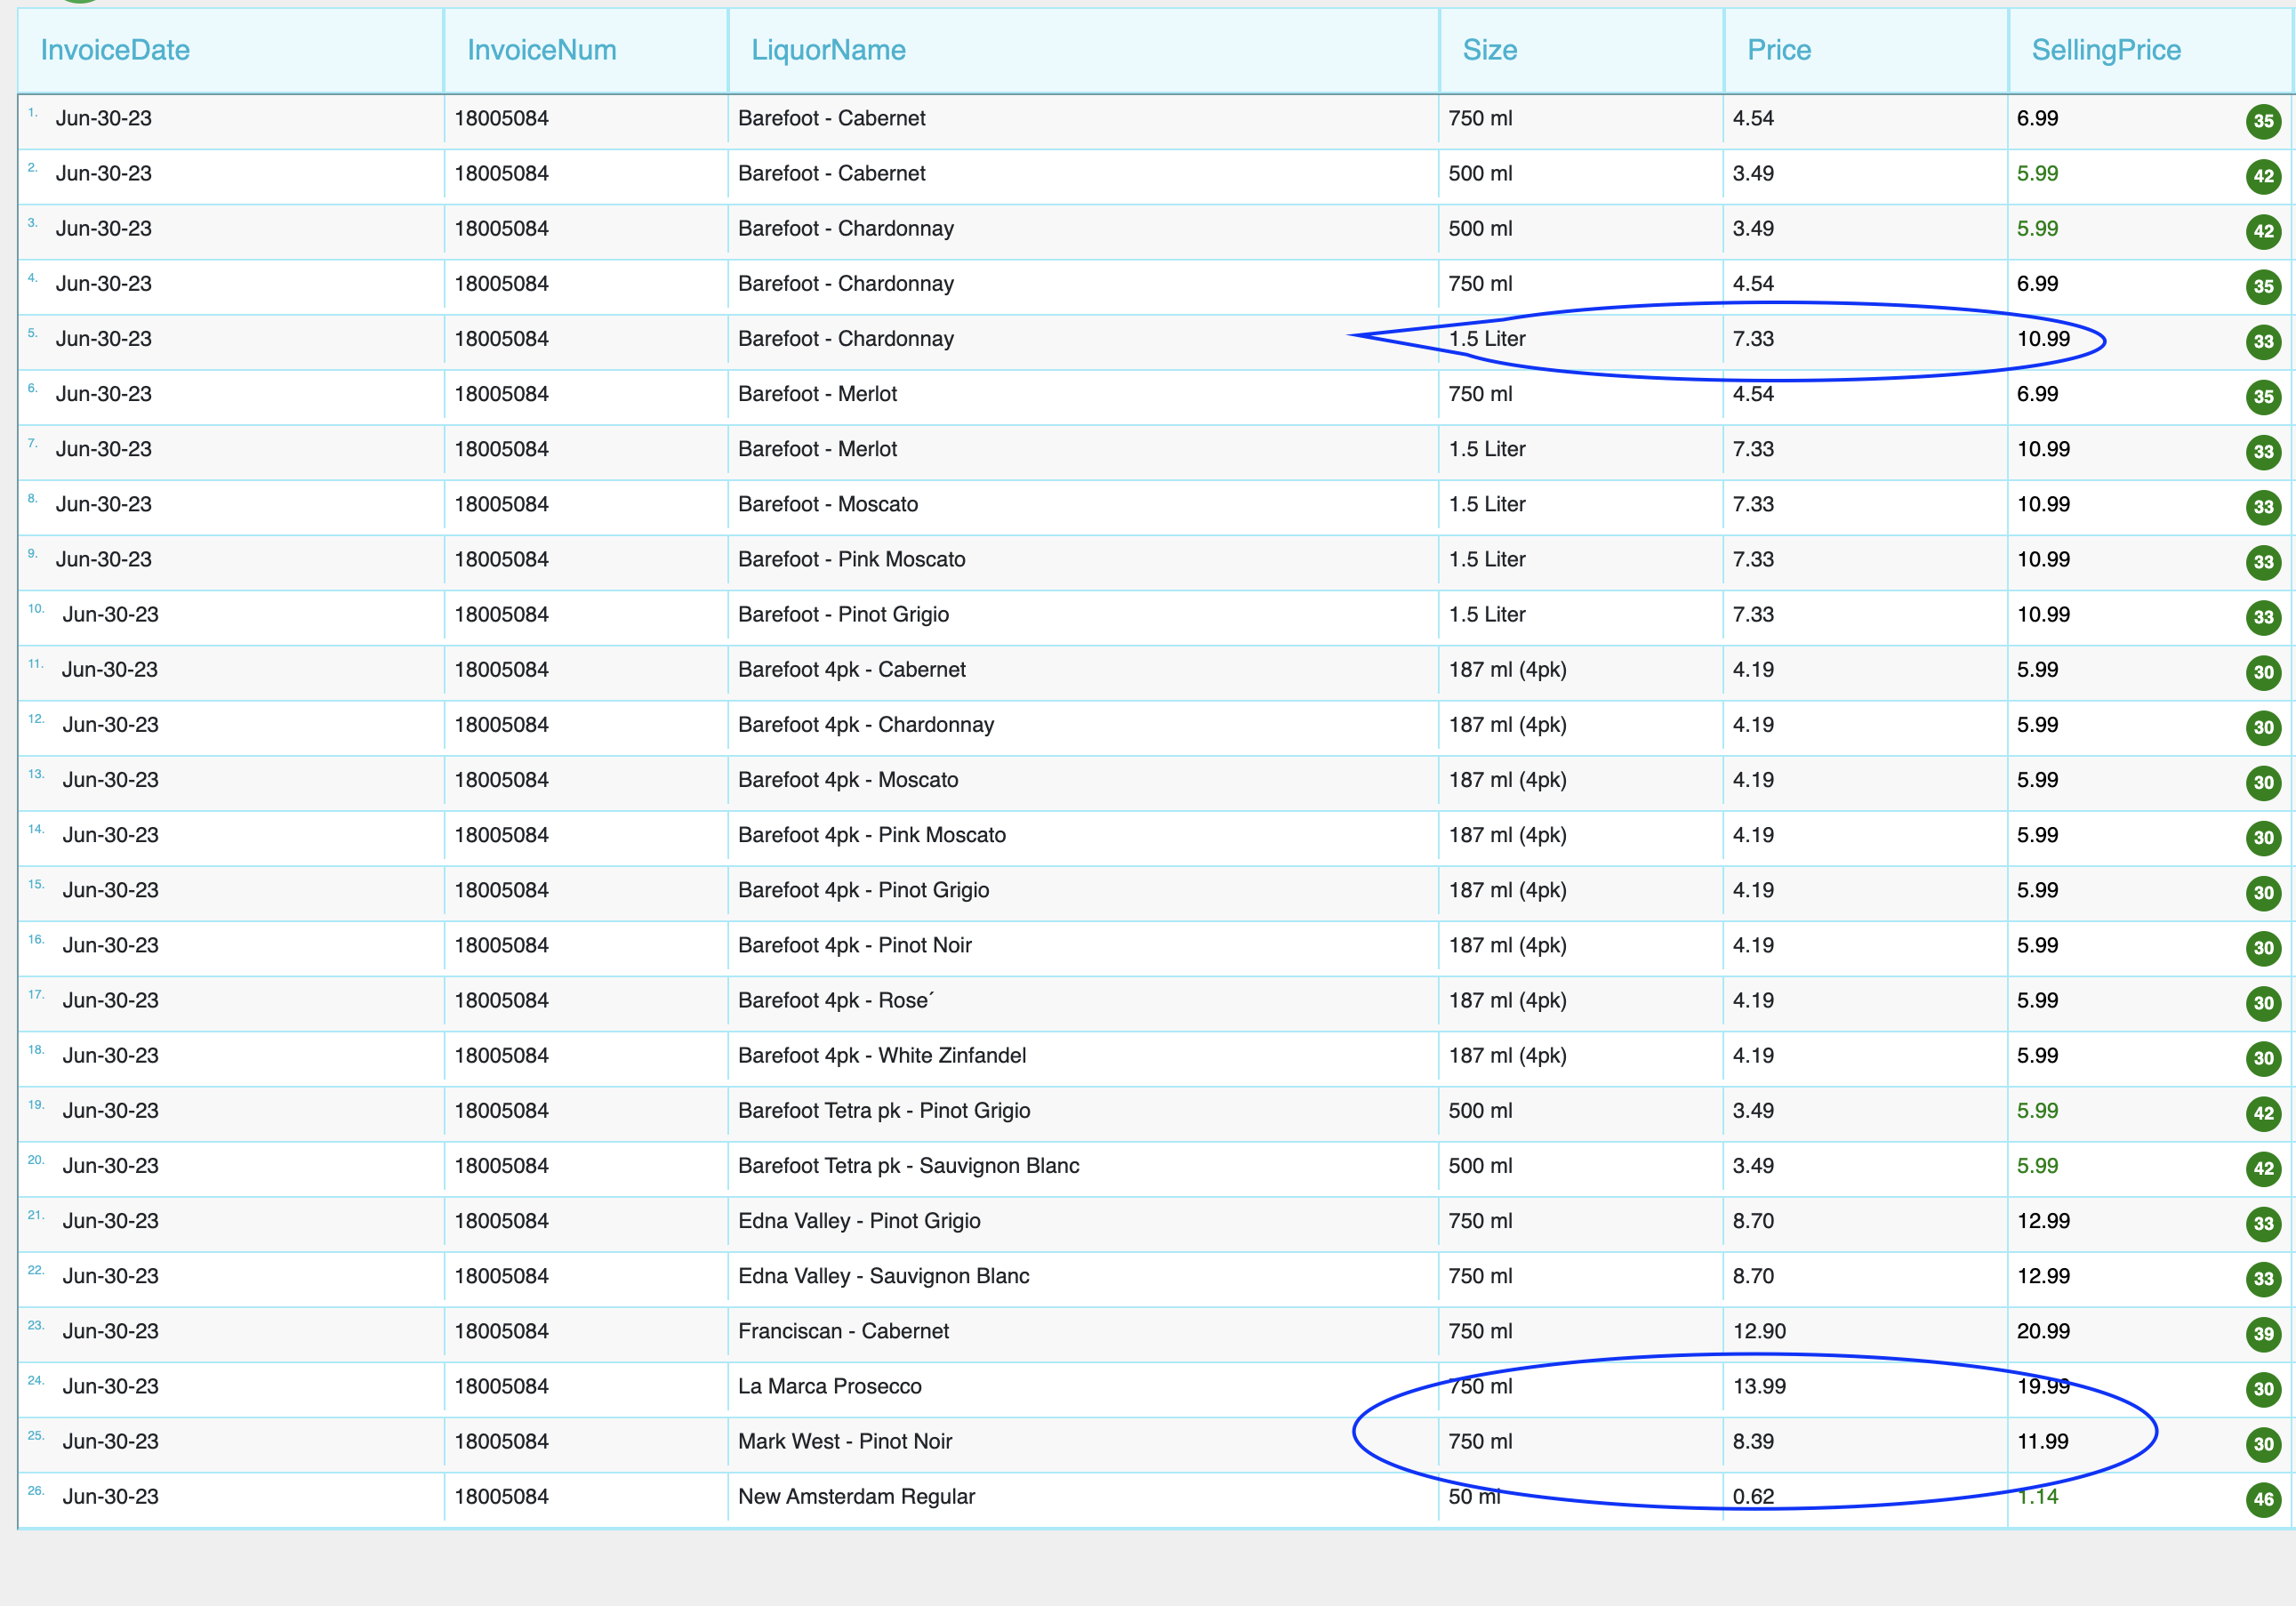 InvoiceDate InvoiceNum LiquorName Size Price SellingPrice
1. Jun-30-23 18005084 Barefoot - Cabernet 750 ml 4.54 6.99 35
2. Jun-30-23 18005084 Barefoot - Cabernet 500 ml 3.49 5.99 42
3. Jun-30-23 18005084 Barefoot - Chardonnay 500 ml 3.49 5.99 42
4. Jun-30-23 18005084 Barefoot - Chardonnay 750 ml 4.54 6.99 35
5. Jun-30-23 18005084 Barefoot - Chardonnay 1.5 Liter 7.33 10.99 33
6. Jun-30-23 18005084 Barefoot - Merlot 750 ml 4.54 6.99 35
7. Jun-30-23 18005084 Barefoot - Merlot 1.5 Liter 7.33 10.99 33
8. Jun-30-23 18005084 Barefoot - Moscato 1.5 Liter 7.33 10.99 33
9. Jun-30-23 18005084 Barefoot - Pink Moscato 1.5 Liter 7.33 10.99 33
10. Jun-30-23 18005084 Barefoot - Pinot Grigio 1.5 Liter 7.33 10.99 33
11. Jun-30-23 18005084 Barefoot 4pk - Cabernet 187 ml (4pk) 4.19 5.99 30
12. Jun-30-23 18005084 Barefoot 4pk - Chardonnay 187 ml (4pk) 4.19 5.99 30
13. Jun-30-23 18005084 Barefoot 4pk - Moscato 187 ml (4pk) 4.19 5.99 30
14. Jun-30-23 18005084 Barefoot 4pk - Pink Moscato 187 ml (4pk) 4.19 5.99 30
15. Jun-30-23 18005084 Barefoot 4pk - Pinot Grigio 187 ml (4pk) 4.19 5.99 30
16. Jun-30-23 18005084 Barefoot 4pk - Pinot Noir 187 ml (4pk) 4.19 5.99 30
17. Jun-30-23 18005084 Barefoot 4pk - Rose´ 187 ml (4pk) 4.19 5.99 30
18. Jun-30-23 18005084 Barefoot 4pk - White Zinfandel 187 ml (4pk) 4.19 5.99 30
19. Jun-30-23 18005084 Barefoot Tetra pk - Pinot Grigio 500 ml 3.49 5.99 42
20. Jun-30-23 18005084 Barefoot Tetra pk - Sauvignon Blanc 500 ml 3.49 5.99 42
21. Jun-30-23 18005084 Edna Valley - Pinot Grigio 750 ml 8.70 12.99 33
22. Jun-30-23 18005084 Edna Valley - Sauvignon Blanc 750 ml 8.70 12.99 33
23. Jun-30-23 18005084 Franciscan - Cabernet 750 ml 12.90 20.99 39
24. Jun-30-23 18005084 La Marca Prosecco 750 ml 13.99 19.99 30
25. Jun-30-23 18005084 Mark West - Pinot Noir 750 ml 8.39 11.99 30
26. Jun-30-23 18005084 New Amsterdam Regular 50 ml 0.62 1.14 46